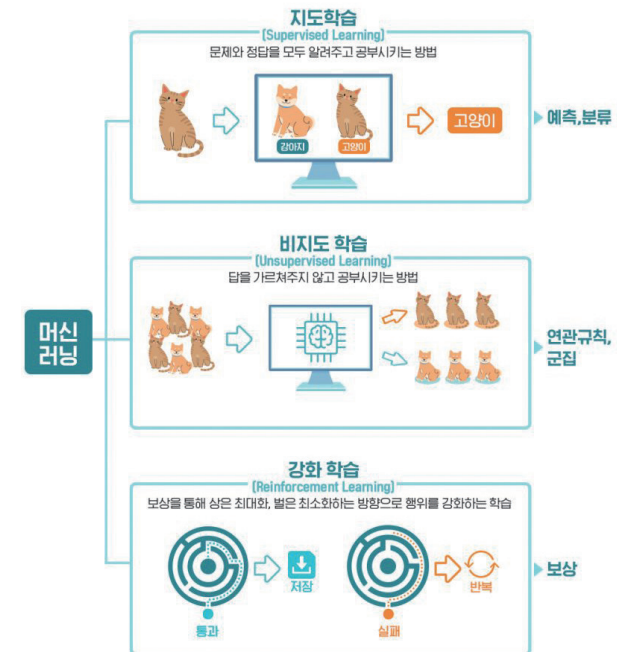 지도학습
(Supervised Learning)
문제와 정답을 모두 알려주고 공부시키는 방법
강아지
고양이
고양이
예측,분류
비지도 학습
(Unsupervised Learning)
답을 가르쳐주지 않고 공부시키는 방법
머신
러닝
연관규칙,
군집
강화 학습
(Reinforcement Learning)
보상을 통해 상은 최대화, 벌은 최소화하는 방향으로 행위를 강화하는 학습
저장
통과
반복
실패
보상